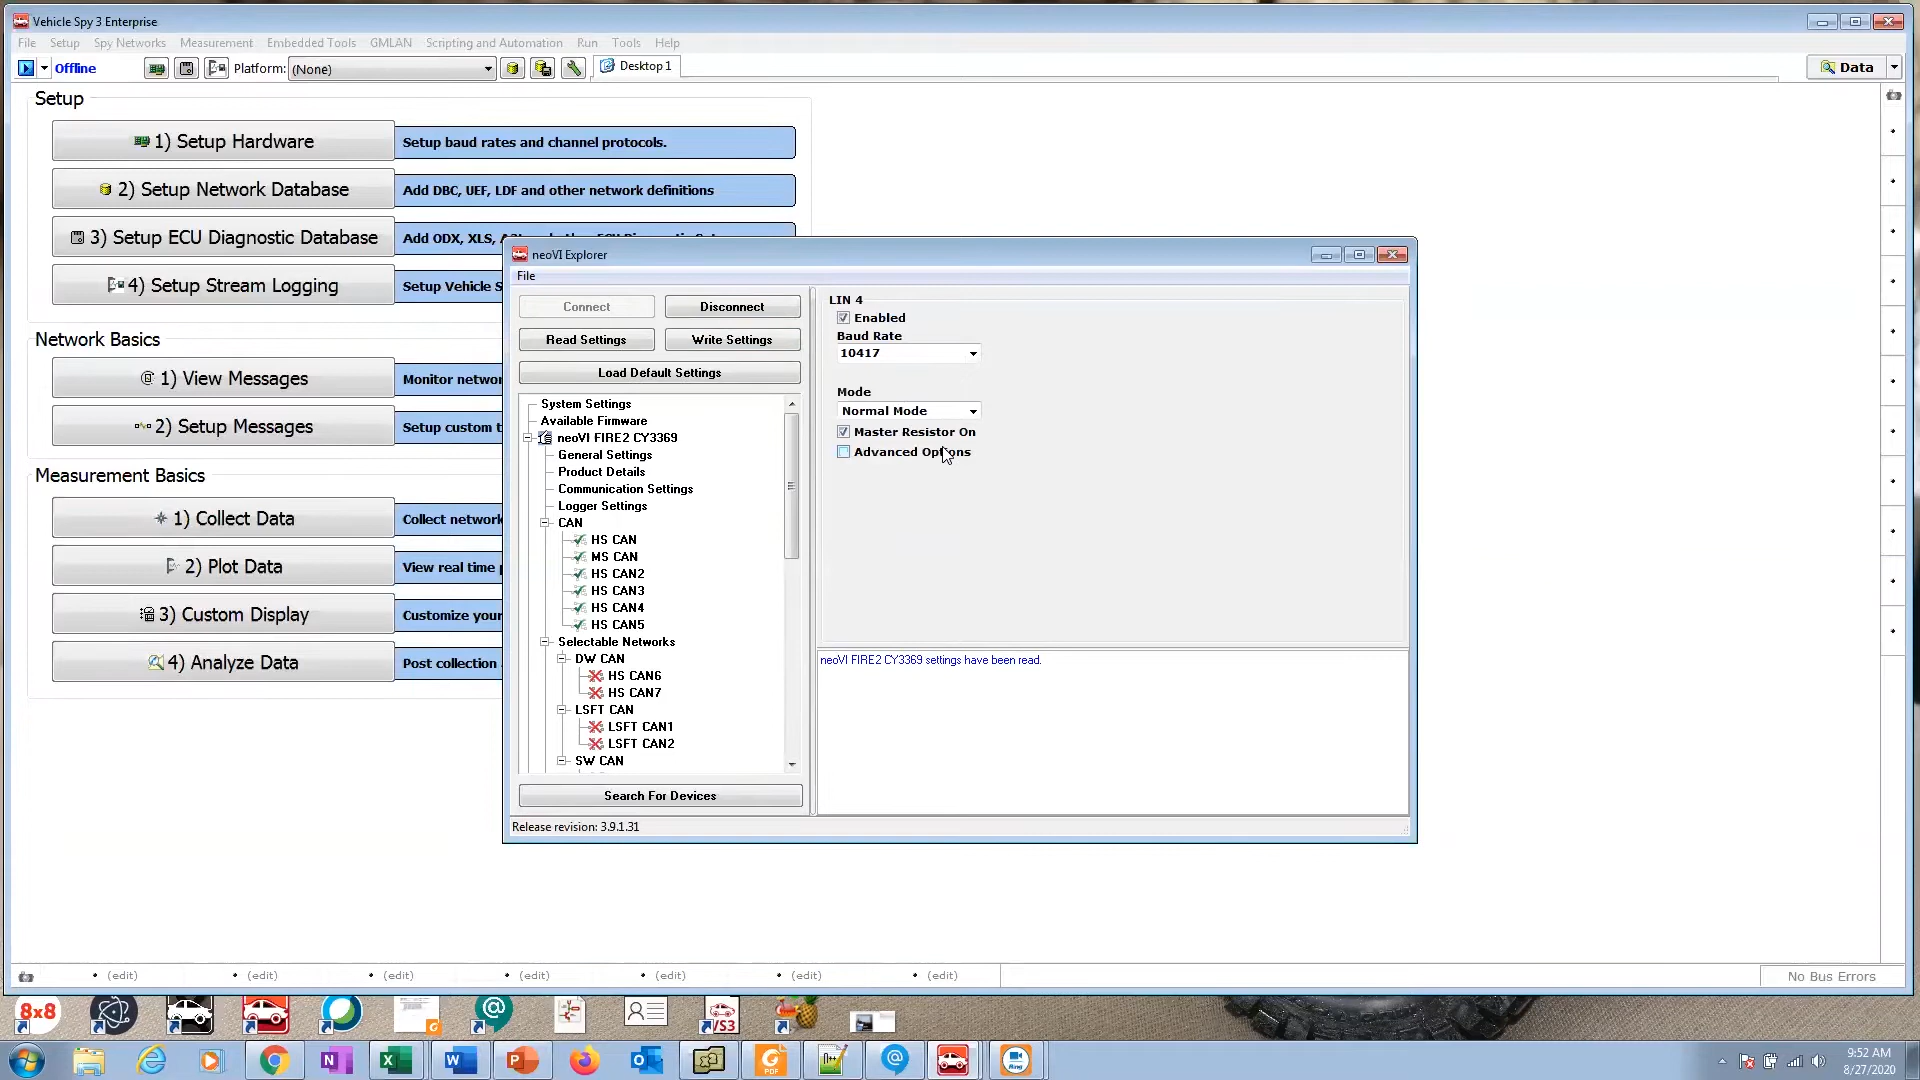 Vehicle Spy 3 Enterprise
File Setup Spy Networks Measurement Embedded Tools GMLAN Scripting and Automation Run Tools Help
Offline Platform: (None) Desktop 1 Data
Setup
1) Setup Hardware Setup baud rates and channel protocols.
2) Setup Network Database Add DBC, UEF, LDF and other network definitions
3) Setup ECU Diagnostic Database Add ODX, XLS,
4) Setup Stream Logging Setup Vehicle S
Network Basics
1) View Messages Monitor networ
2) Setup Messages Setup custom t
Measurement Basics
1) Collect Data Collect network
2) Plot Data View real time
3) Custom Display Customize your
4) Analyze Data Post collection
neoVI Explorer
File
Connect Disconnect
Read Settings Write Settings
Load Default Settings
System Settings
Available Firmware
neoVI FIRE2 CY3369
General Settings
Product Details
Communication Settings
Logger Settings
CAN
HS CAN
MS CAN
HS CAN2
HS CAN3
HS CAN4
HS CAN5
Selectable Networks
DW CAN
HS CAN6
HS CAN7
LSFT CAN
LSFT CAN1
LSFT CAN2
SW CAN
Search For Devices
Release revision: 3.9.1.31
LIN 4
Enabled
Baud Rate
10417
Mode
Normal Mode
Master Resistor On
Advanced Options
neoVI FIRE2 CY3369 settings have been read.
(edit) (edit) (edit) (edit) (edit) (edit) (edit) No Bus Errors
8x8
VS3
PDF
Ring
9:52 AM
8/27/2020